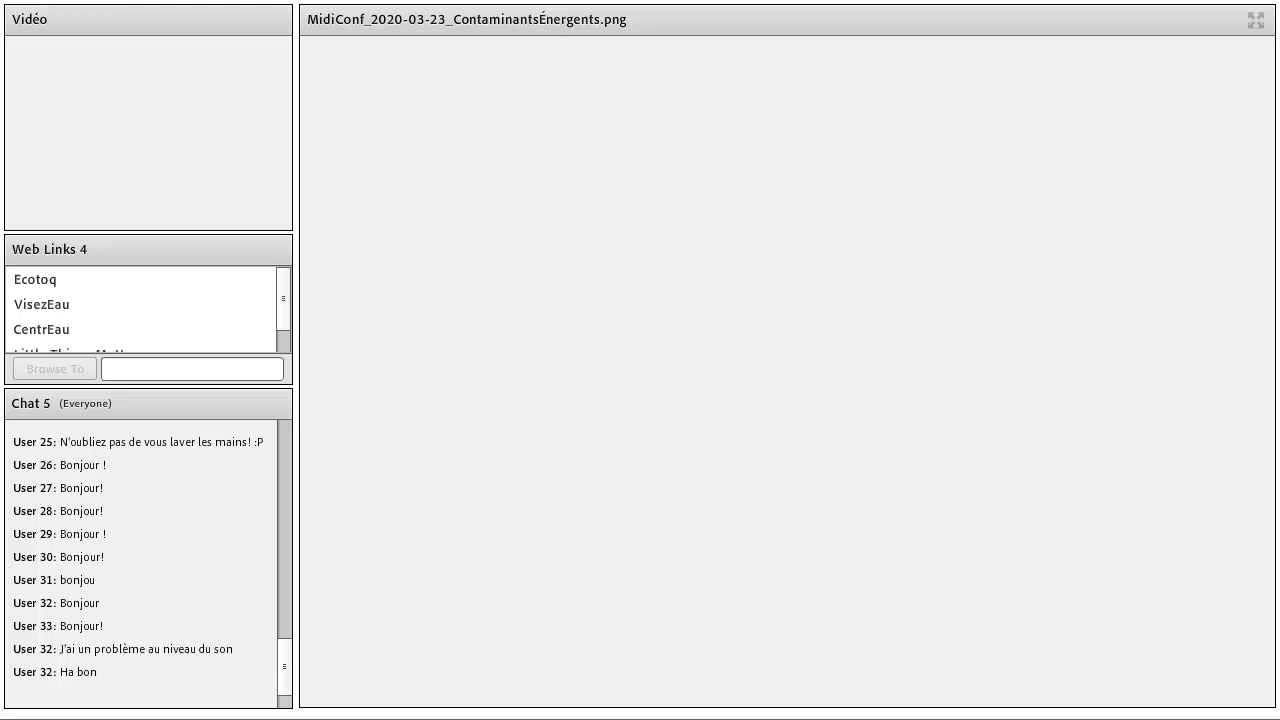 Vidéo
MidiConf_2020-03-23_ContaminantsÉnergents.png
Web Links 4
Ecotoq
VisezEau
CentrEau
Browse To
Chat 5 (Everyone)
User 25: N'oubliez pas de vous laver les mains! :P
User 26: Bonjour !
User 27: Bonjour!
User 28: Bonjour!
User 29: Bonjour !
User 30: Bonjour!
User 31: bonjou
User 32: Bonjour
User 33: Bonjour!
User 32: J'ai un problème au niveau du son
User 32: Ha bon